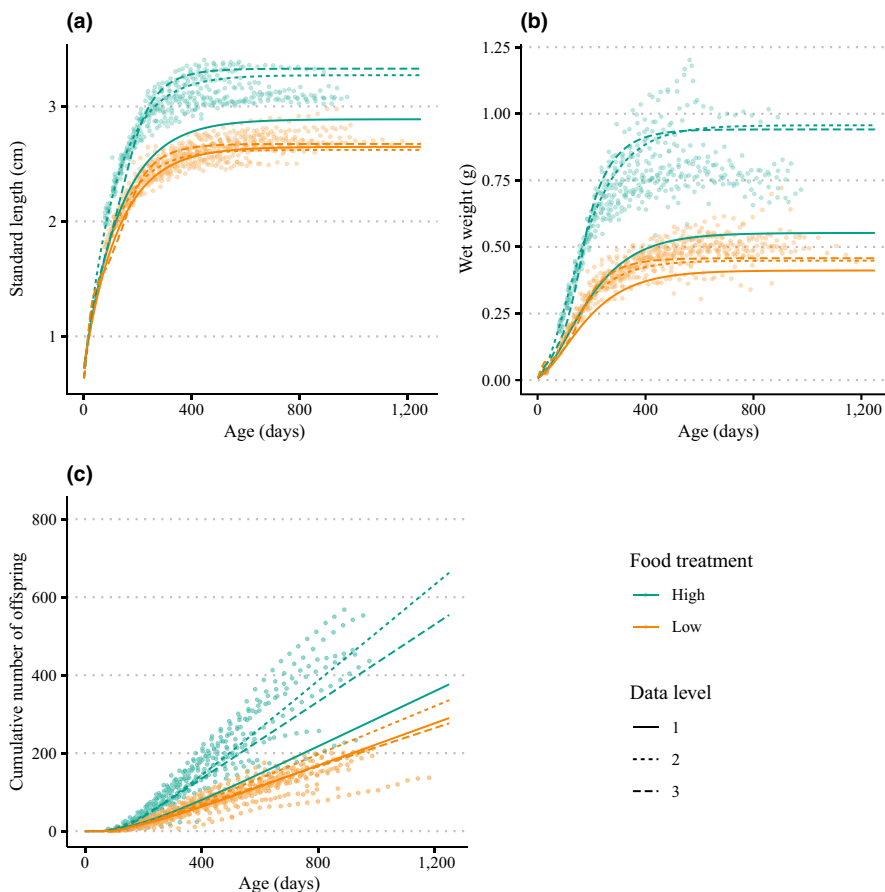 (a)
Standard length (cm)
3
2
1
0
400
800
1,200
Age (days)
(b)
Wet weight (g)
1.25
1.00
0.75
0.50
0.25
0.00
0
400
800
1,200
Age (days)
(c)
Cumulative number of offspring
800
600
400
200
0
0
400
800
1,200
Age (days)
Food treatment
High
Low
Data level
1
2
3